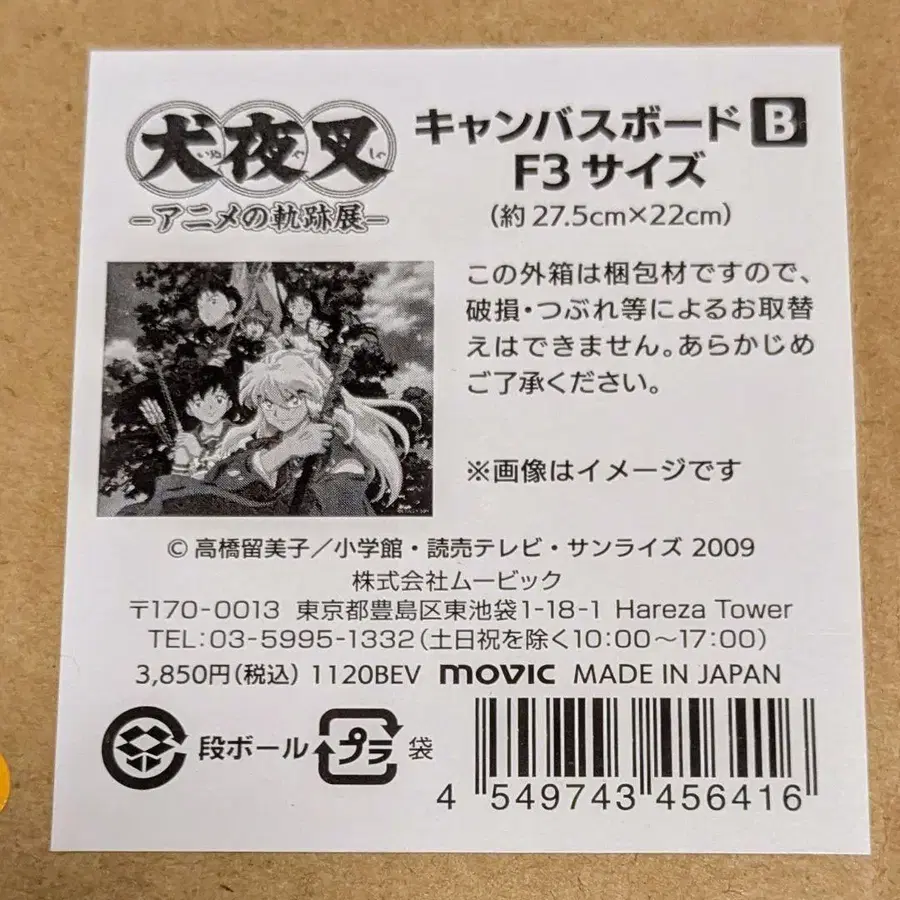 犬夜叉
いぬ や しゃ
―アニメの軌跡展―
キャンバスボード B
F3 サイズ
(約 27.5cm×22cm)
この外箱は梱包材ですので、
破損・つぶれ等によるお取替
えはできません。あらかじめ
ご了承ください。
※画像はイメージです
© 高橋留美子／小学館・読売テレビ・サンライズ 2009
株式会社ムービック
〒170-0013 東京都豊島区東池袋1-18-1 Hareza Tower
TEL:03-5995-1332(土日祝を除く10:00〜17:00)
3,850円(税込) 1120BEV movic MADE IN JAPAN
段ボール プラ 袋
4 549743 456416